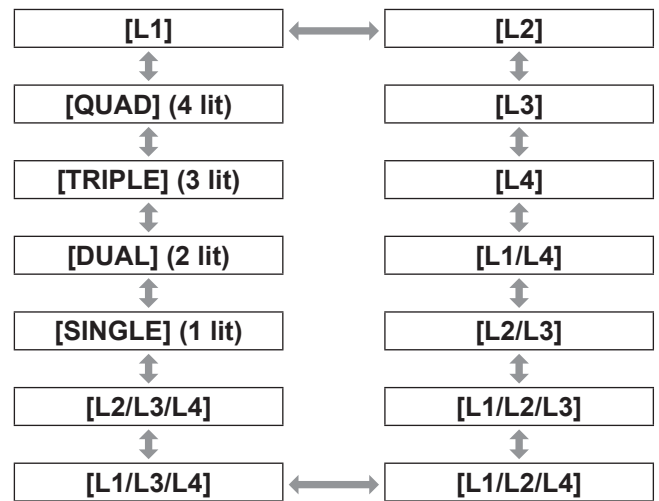 [L1]
[L2]
[QUAD] (4 lit)
[L3]
[TRIPLE] (3 lit)
[L4]
[DUAL] (2 lit)
[L1/L4]
[SINGLE] (1 lit)
[L2/L3]
[L2/L3/L4]
[L1/L2/L3]
[L1/L3/L4]
[L1/L2/L4]